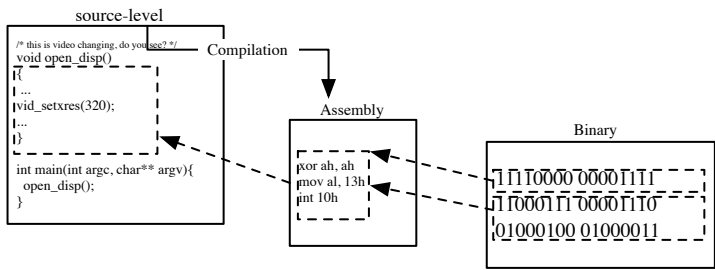 source-level
/* this is video changing, do you see? */
void open_disp()
{
...
vid_setxres(320);
...
}
int main(int argc, char** argv){
open_disp();
}
Compilation
Assembly
xor ah, ah
mov al, 13h
int 10h
Binary
11110000 00001111
11000111 00001110
01000100 01000011